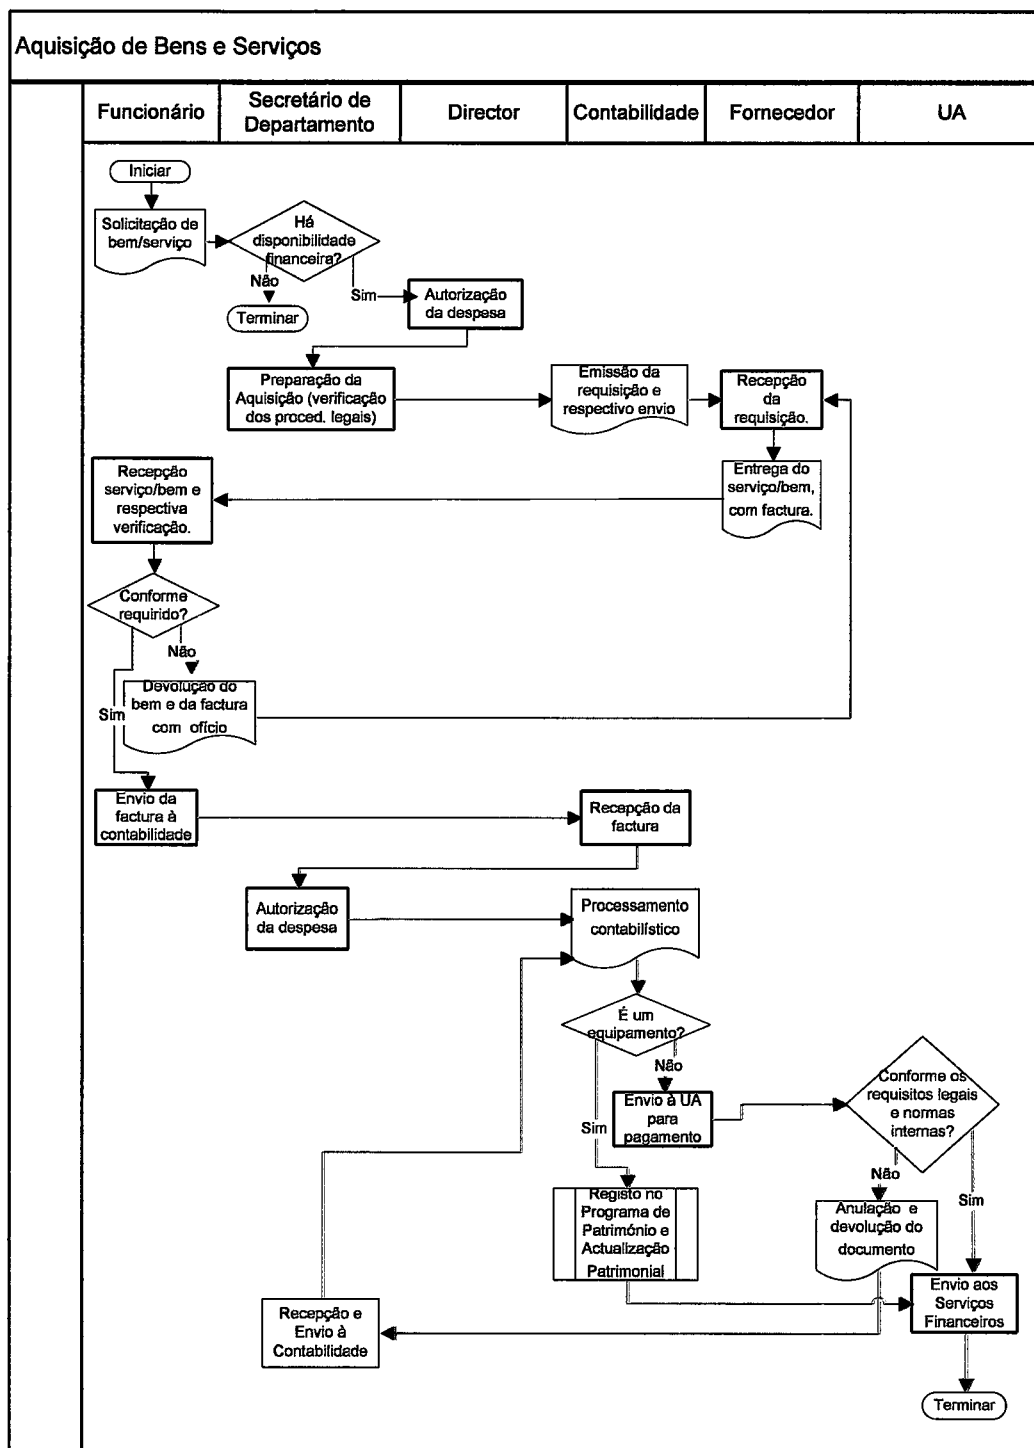 Aquisição de Bens e Serviços
Funcionário
Secretário de
Departamento
Director
Contabilidade
Fornecedor
UA
Iniciar
Solicitação de
bem/serviço
Há
disponibilidade
financeira?
Não
Sim
Terminar
Autorização
da despesa
Preparação da
Aquisição (verificação
dos proced. legais)
Emissão da
requisição e
respectivo envio
Recepção
da
requisição.
Recepção
serviço/bem e
respectiva
verificação.
Entrega do
serviço/bem,
com factura.
Conforme
requirido?
Não
Devolução do
bem e da factura
com ofício
Sim
Envio da
factura à
contabilidade
Recepção da
factura
Autorização
da despesa
Processamento
contabilístico
É um
equipamento?
Não
Envio à UA
para
pagamento
Sim
Conforme os
requisitos legais
e normas
internas?
Não
Sim
Registo no
Programa de
Património e
Actualização
Patrimonial
Anulação e
devolução do
documento
Envio aos
Serviços
Financeiros
Recepção e
Envio à
Contabilidade
Terminar